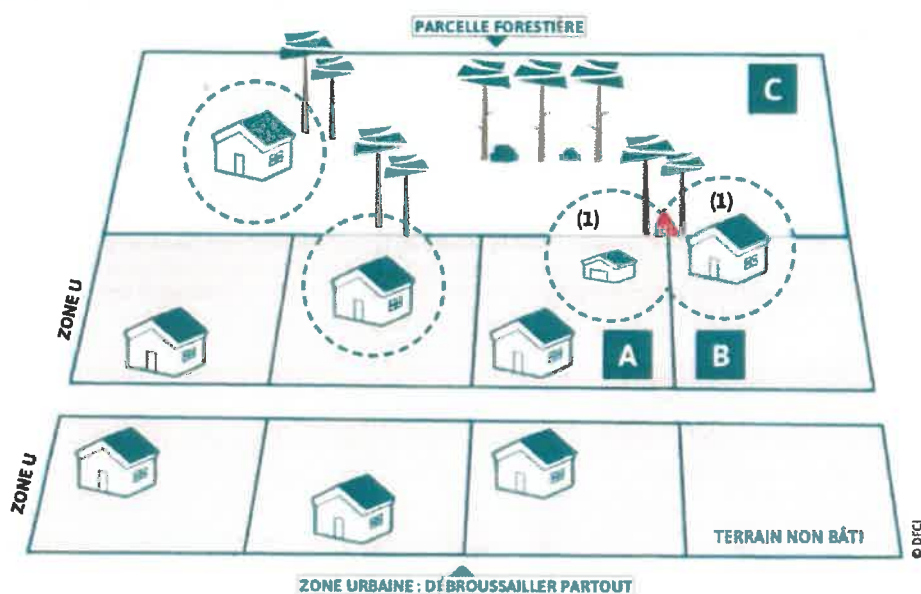 PARCELLE FORESTIÈRE
C
(1)
(1)
ZONE U
A
B
ZONE U
TERRAIN NON BÂTI
© DFCI
ZONE URBAINE : DÉBROUSSAILLER PARTOUT